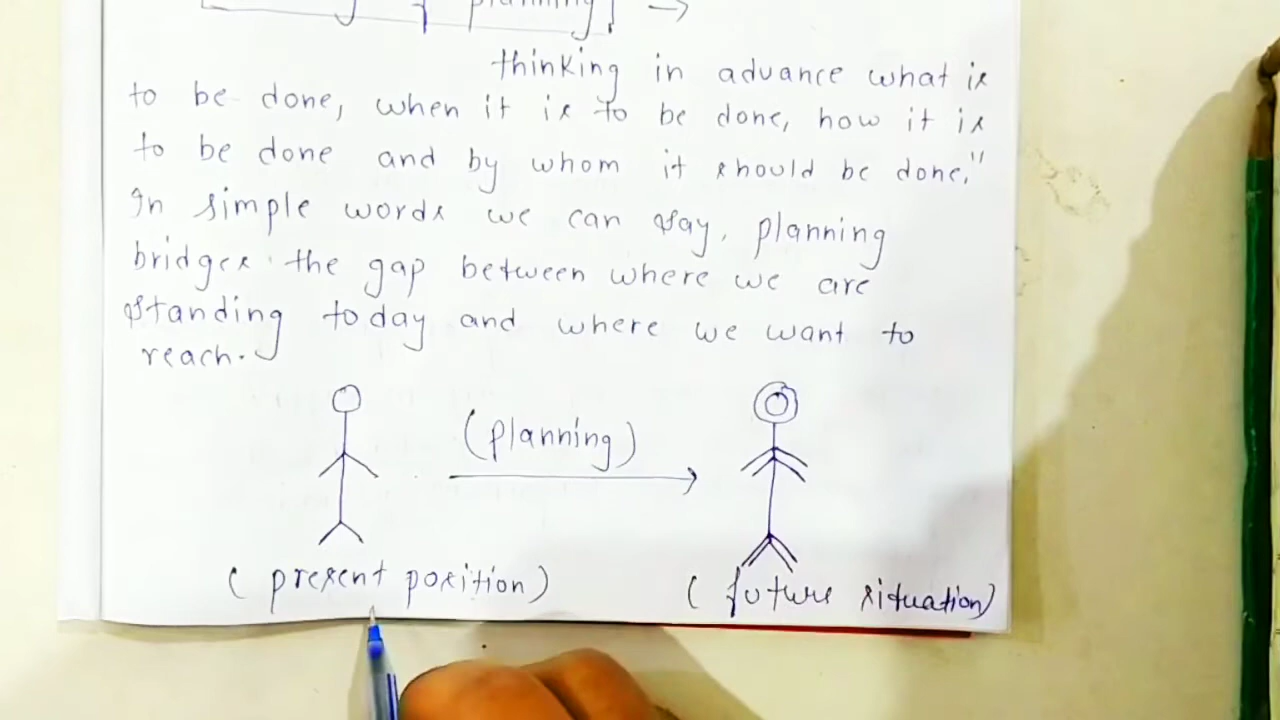 planning →
thinking in advance what is
to be done, when it is to be done, how it is
to be done and by whom it should be done."
In simple words we can say, planning
bridges the gap between where we are
standing today and where we want to
reach.
(planning)
(present position) (future situation)